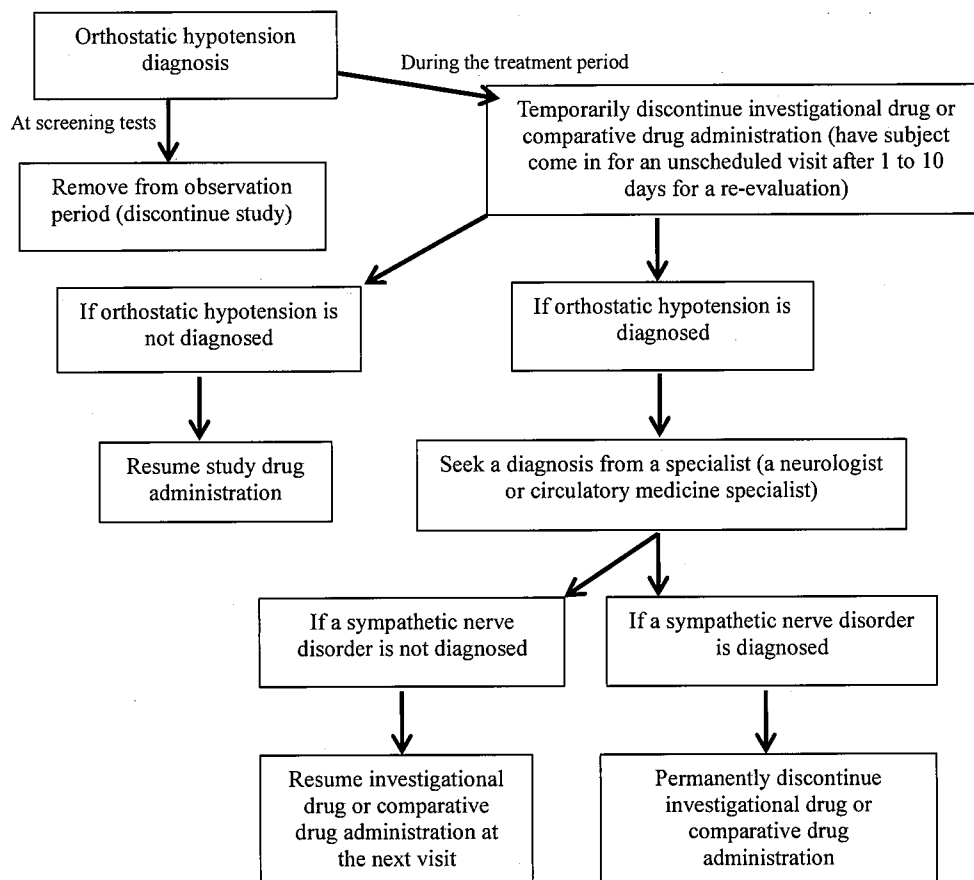 Orthostatic hypotension
diagnosis
During the treatment period
At screening tests
Temporarily discontinue investigational drug or
comparative drug administration (have subject
come in for an unscheduled visit after 1 to 10
days for a re-evaluation)
Remove from observation
period (discontinue study)
If orthostatic hypotension is
not diagnosed
If orthostatic hypotension is
diagnosed
Resume study drug
administration
Seek a diagnosis from a specialist (a neurologist
or circulatory medicine specialist)
If a sympathetic nerve
disorder is not diagnosed
If a sympathetic nerve disorder
is diagnosed
Resume investigational
drug or comparative
drug administration at
the next visit
Permanently discontinue
investigational drug or
comparative drug
administration